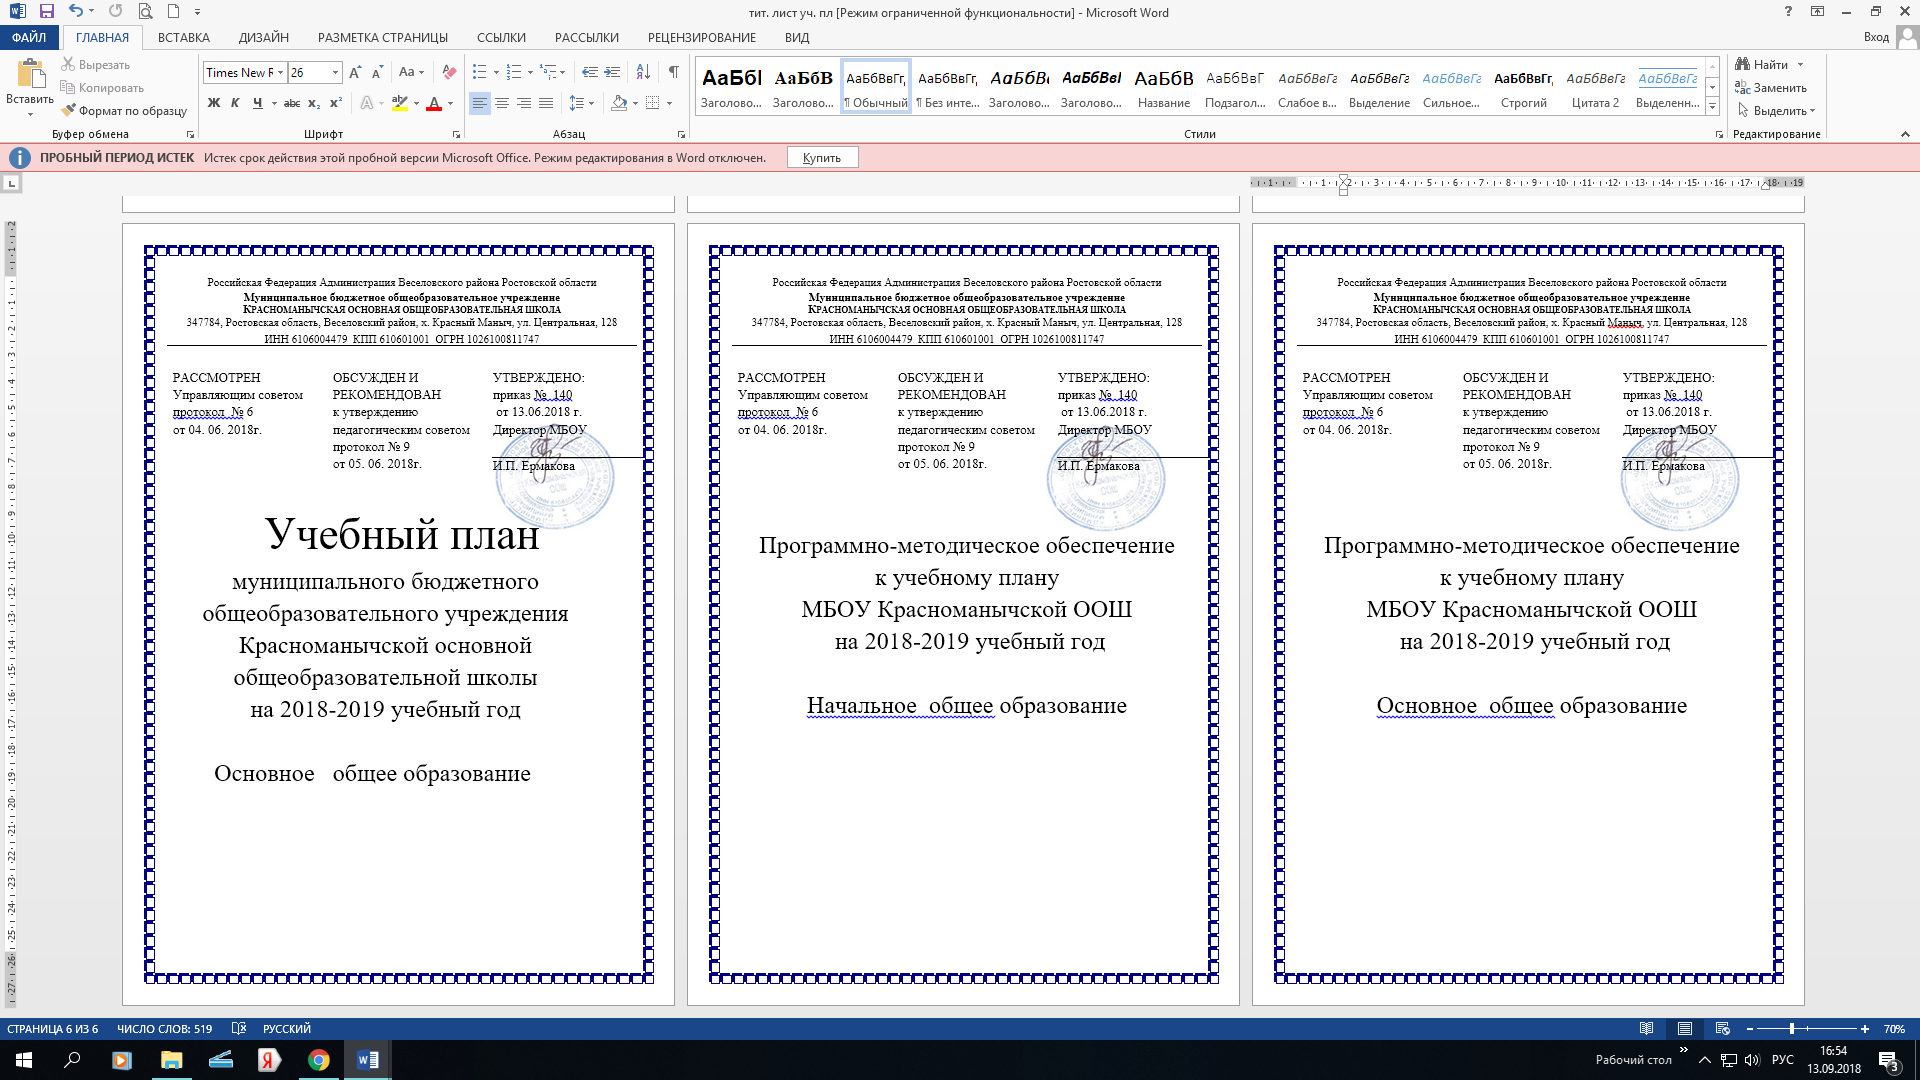 тит. лист уч. пл [Режим ограниченной функциональности] - Microsoft Word
ФАЙЛ ГЛАВНАЯ ВСТАВКА ДИЗАЙН РАЗМЕТКА СТРАНИЦЫ ССЫЛКИ РАССЫЛКИ РЕЦЕНЗИРОВАНИЕ ВИД Вход
Вставить
Вырезать
Копировать
Формат по образцу
Буфер обмена
Times New R 26
Ж К Ч abc x₂ x²
Шрифт
Абзац
АаБбІ АаБбВ АаБбВвГг, АаБбВвГг, АаБбВı АаБбВвІ АаБбВ АаБбВвГ АаБбВвГг АаБбВвГг АаБбВвГг АаБбВвГг, АаБбВвГг АаБбВвГг
Заголово... Заголово... ¶ Обычный ¶ Без инте... Заголово... Заголово... Название Подзагол... Слабое в... Выделение Сильное... Строгий Цитата 2 Выделенн...
Стили
Найти
Заменить
Выделить
Редактирование
ПРОБНЫЙ ПЕРИОД ИСТЕК Истек срок действия этой пробной версии Microsoft Office. Режим редактирования в Word отключен. Купить
Российская Федерация Администрация Веселовского района Ростовской области
Муниципальное бюджетное общеобразовательное учреждение
КРАСНОМАНЫЧСКАЯ ОСНОВНАЯ ОБЩЕОБРАЗОВАТЕЛЬНАЯ ШКОЛА
347784, Ростовская область, Веселовский район, х. Красный Маныч, ул. Центральная, 128
ИНН 6106004479 КПП 610601001 ОГРН 1026100811747
РАССМОТРЕН
Управляющим советом
протокол № 6
от 04. 06. 2018г.
ОБСУЖДЕН И
РЕКОМЕНДОВАН
к утверждению
педагогическим советом
протокол № 9
от 05. 06. 2018г.
УТВЕРЖДЕНО:
приказ № 140
от 13.06.2018 г.
Директор МБОУ
И.П. Ермакова
Учебный план
муниципального бюджетного
общеобразовательного учреждения
Красноманычской основной
общеобразовательной школы
на 2018-2019 учебный год
Основное общее образование
Российская Федерация Администрация Веселовского района Ростовской области
Муниципальное бюджетное общеобразовательное учреждение
КРАСНОМАНЫЧСКАЯ ОСНОВНАЯ ОБЩЕОБРАЗОВАТЕЛЬНАЯ ШКОЛА
347784, Ростовская область, Веселовский район, х. Красный Маныч, ул. Центральная, 128
ИНН 6106004479 КПП 610601001 ОГРН 1026100811747
РАССМОТРЕН
Управляющим советом
протокол № 6
от 04. 06. 2018г.
ОБСУЖДЕН И
РЕКОМЕНДОВАН
к утверждению
педагогическим советом
протокол № 9
от 05. 06. 2018г.
УТВЕРЖДЕНО:
приказ № 140
от 13.06.2018 г.
Директор МБОУ
И.П. Ермакова
Программно-методическое обеспечение
к учебному плану
МБОУ Красноманычской ООШ
на 2018-2019 учебный год
Начальное общее образование
Российская Федерация Администрация Веселовского района Ростовской области
Муниципальное бюджетное общеобразовательное учреждение
КРАСНОМАНЫЧСКАЯ ОСНОВНАЯ ОБЩЕОБРАЗОВАТЕЛЬНАЯ ШКОЛА
347784, Ростовская область, Веселовский район, х. Красный Маныч, ул. Центральная, 128
ИНН 6106004479 КПП 610601001 ОГРН 1026100811747
РАССМОТРЕН
Управляющим советом
протокол № 6
от 04. 06. 2018г.
ОБСУЖДЕН И
РЕКОМЕНДОВАН
к утверждению
педагогическим советом
протокол № 9
от 05. 06. 2018г.
УТВЕРЖДЕНО:
приказ № 140
от 13.06.2018 г.
Директор МБОУ
И.П. Ермакова
Программно-методическое обеспечение
к учебному плану
МБОУ Красноманычской ООШ
на 2018-2019 учебный год
Основное общее образование
СТРАНИЦА 6 ИЗ 6 ЧИСЛО СЛОВ: 519 РУССКИЙ 70%
Рабочий стол РУС 16:54
13.09.2018 3